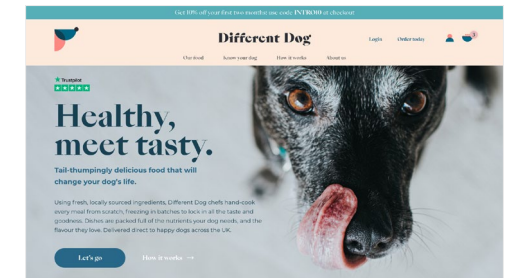 Get 10% off your first two months: use code INTRO10 at checkout
Different Dog
Login
Order today
3
Our food
Know your dog
How it works
About us
Trustpilot
Healthy,
meet tasty.
Tail-thumpingly delicious food that will
change your dog's life.
Using fresh, locally sourced ingredients, Different Dog chefs hand-cook
every meal from scratch, freezing in batches to lock in all the taste and
goodness. Dishes are packed full of the nutrients your dog needs, and the
flavour they love. Delivered direct to happy dogs across the UK.
Let's go
How it works →